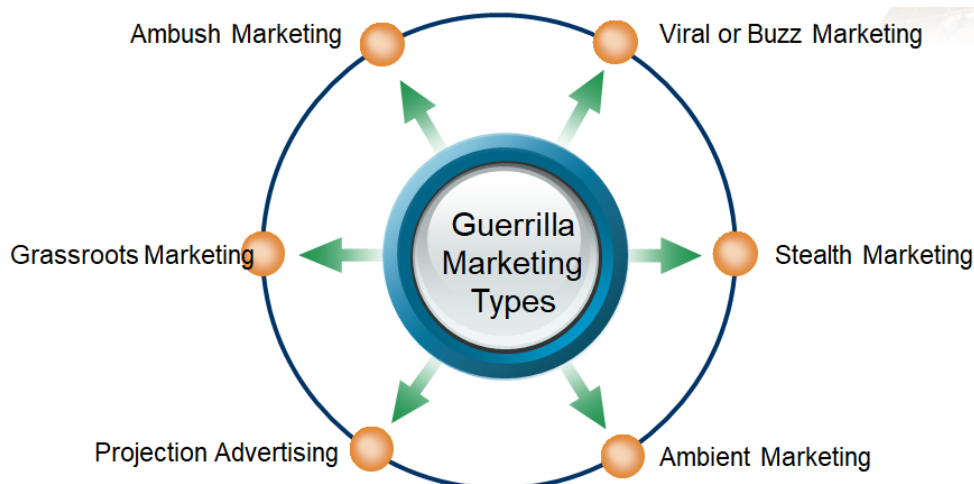 Ambush Marketing
Viral or Buzz Marketing
Grassroots Marketing
Guerrilla
Marketing
Types
Stealth Marketing
Projection Advertising
Ambient Marketing